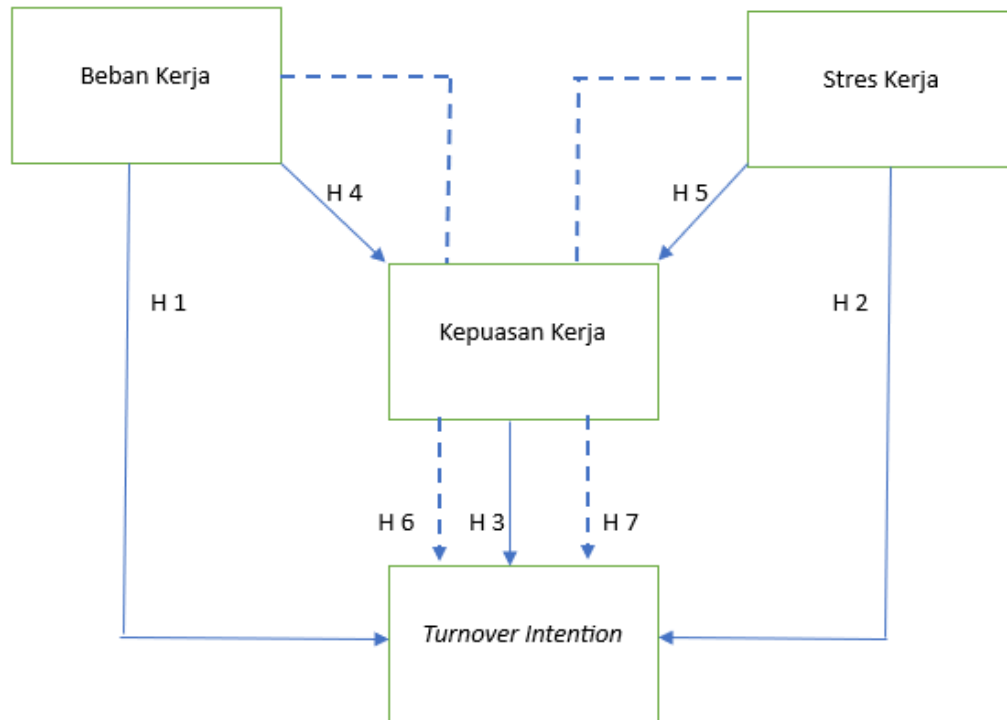 Beban Kerja
Stres Kerja
H 4
H 5
H 1
H 2
Kepuasan Kerja
H 6
H 3
H 7
Turnover Intention